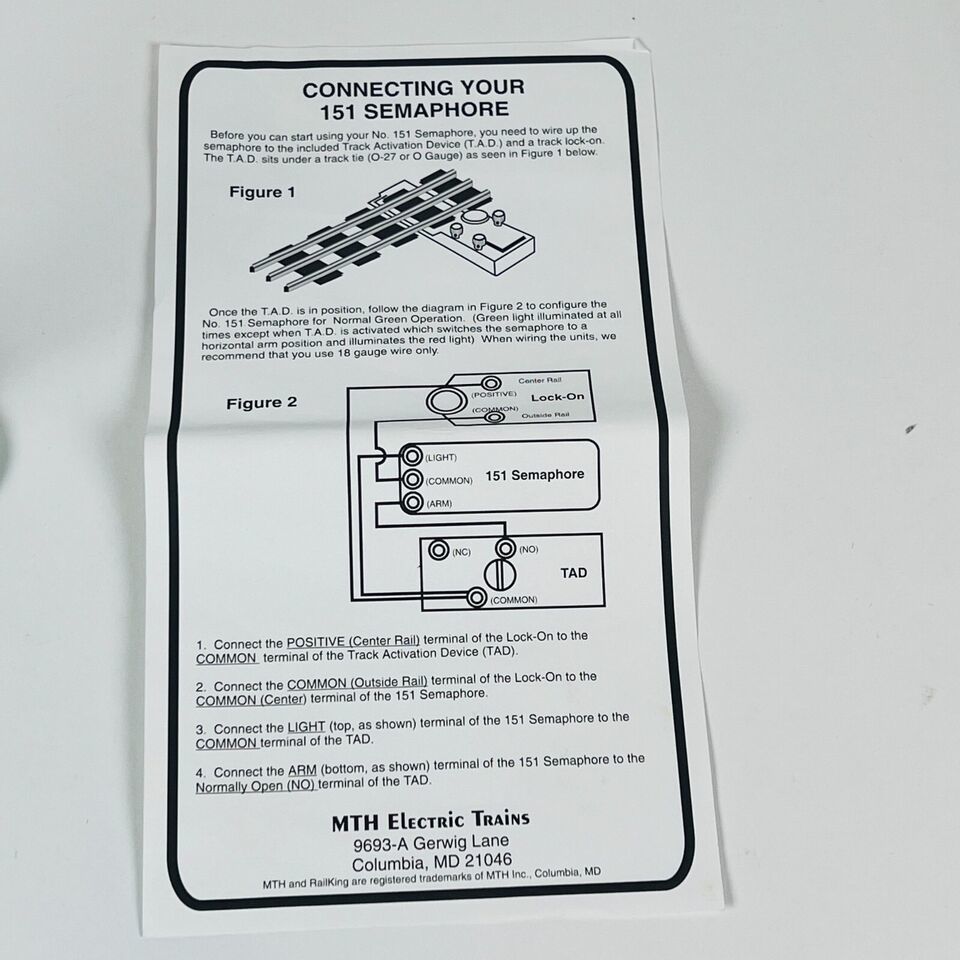 CONNECTING YOUR
151 SEMAPHORE
Before you can start using your No. 151 Semaphore, you need to wire up the
semaphore to the included Track Activation Device (T.A.D.) and a track lock-on.
The T.A.D. sits under a track tie (O-27 or O Gauge) as seen in Figure 1 below.
Figure 1
Once the T.A.D. is in position, follow the diagram in Figure 2 to configure the
No. 151 Semaphore for Normal Green Operation. (Green light illuminated at all
times except when T.A.D. is activated which switches the semaphore to a
horizontal arm position and illuminates the red light) When wiring the units, we
recommend that you use 18 gauge wire only.
Figure 2
Center Rail
(POSITIVE)
Lock-On
(COMMON)
Outside Rail
(LIGHT)
(COMMON)
151 Semaphore
(ARM)
(NC)
(NO)
TAD
(COMMON)
1. Connect the POSITIVE (Center Rail) terminal of the Lock-On to the
COMMON terminal of the Track Activation Device (TAD).
2. Connect the COMMON (Outside Rail) terminal of the Lock-On to the
COMMON (Center) terminal of the 151 Semaphore.
3. Connect the LIGHT (top, as shown) terminal of the 151 Semaphore to the
COMMON terminal of the TAD.
4. Connect the ARM (bottom, as shown) terminal of the 151 Semaphore to the
Normally Open (NO) terminal of the TAD.
MTH Electric Trains
9693-A Gerwig Lane
Columbia, MD 21046
MTH and RailKing are registered trademarks of MTH Inc., Columbia, MD